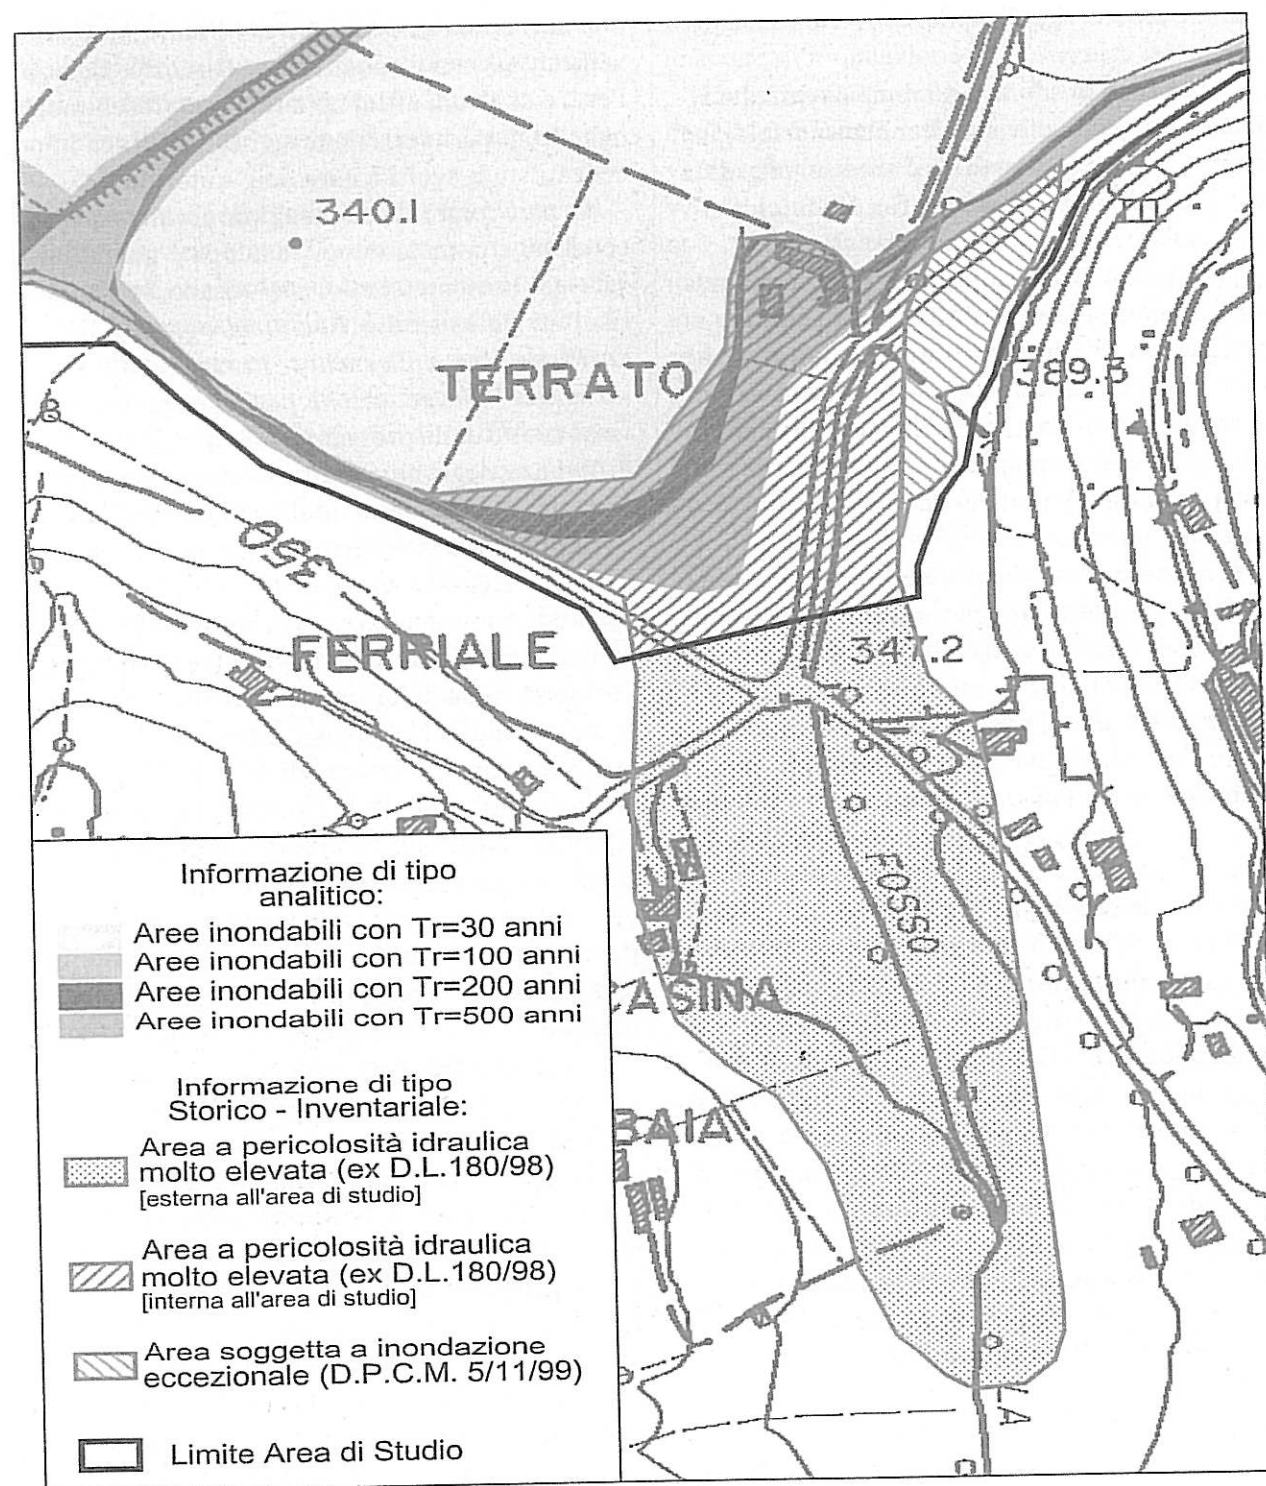 340.1
TERRATO
389.3
350
FERRIALE
347.2
FOSSO
CASINA
BAIA
LA
Informazione di tipo
analitico:
Aree inondabili con Tr=30 anni
Aree inondabili con Tr=100 anni
Aree inondabili con Tr=200 anni
Aree inondabili con Tr=500 anni
Informazione di tipo
Storico - Inventariale:
Area a pericolosità idraulica
molto elevata (ex D.L.180/98)
[esterna all'area di studio]
Area a pericolosità idraulica
molto elevata (ex D.L.180/98)
[interna all'area di studio]
Area soggetta a inondazione
eccezionale (D.P.C.M. 5/11/99)
Limite Area di Studio